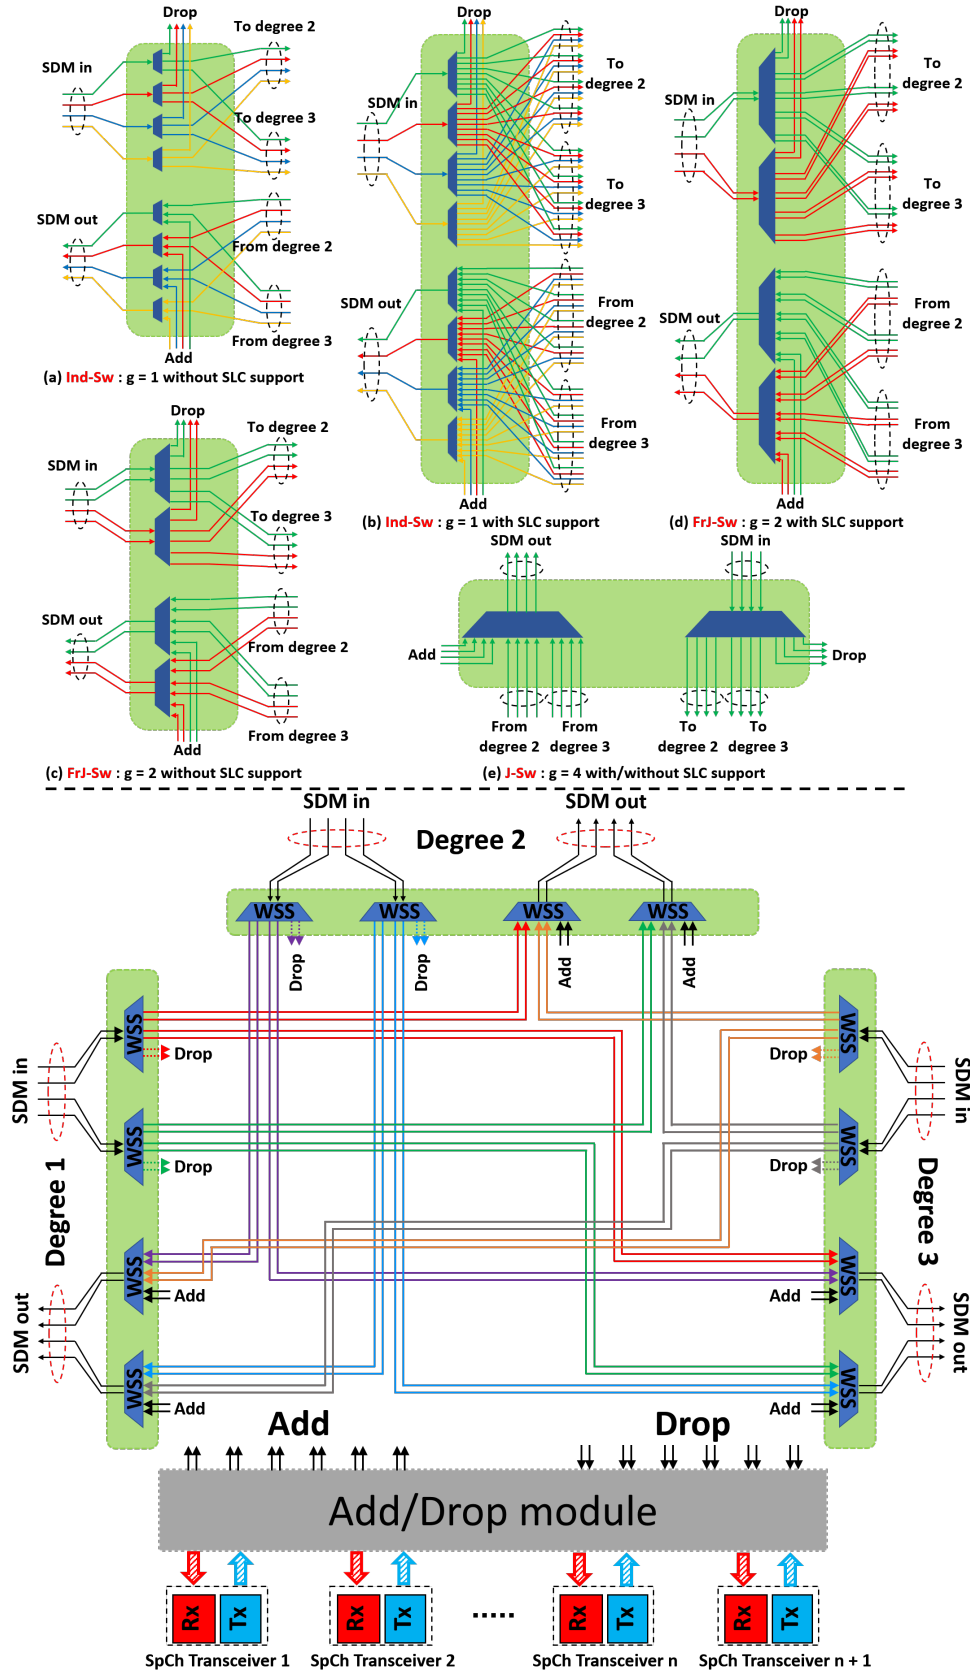 Drop
To degree 2
SDM in
To degree 3
SDM out
From degree 2
From degree 3
Add
(a) Ind-Sw : g = 1 without SLC support
Drop
To
degree 2
SDM in
To
degree 3
SDM out
From
degree 2
From
degree 3
Add
(b) Ind-Sw : g = 1 with SLC support
Drop
To degree 2
SDM in
To degree 3
SDM out
From degree 2
From degree 3
Add
(c) FrJ-Sw : g = 2 without SLC support
Drop
To
degree 2
SDM in
To
degree 3
SDM out
From
degree 2
From
degree 3
Add
(d) FrJ-Sw : g = 2 with SLC support
SDM out
SDM in
Add
Drop
From
degree 2
From
degree 3
To
degree 2
To
degree 3
(e) J-Sw : g = 4 with/without SLC support
SDM in
SDM out
Degree 2
WSS
WSS
WSS
WSS
Drop
Drop
Add
Add
WSS
Drop
SDM in
WSS
Drop
Degree 1
WSS
Add
SDM out
WSS
Add
WSS
Drop
SDM in
WSS
Drop
Degree 3
WSS
Add
SDM out
WSS
Add
Add
Drop
Add/Drop module
Rx
Tx
Rx
Tx
.....
Rx
Tx
Rx
Tx
SpCh Transceiver 1
SpCh Transceiver 2
SpCh Transceiver n
SpCh Transceiver n + 1